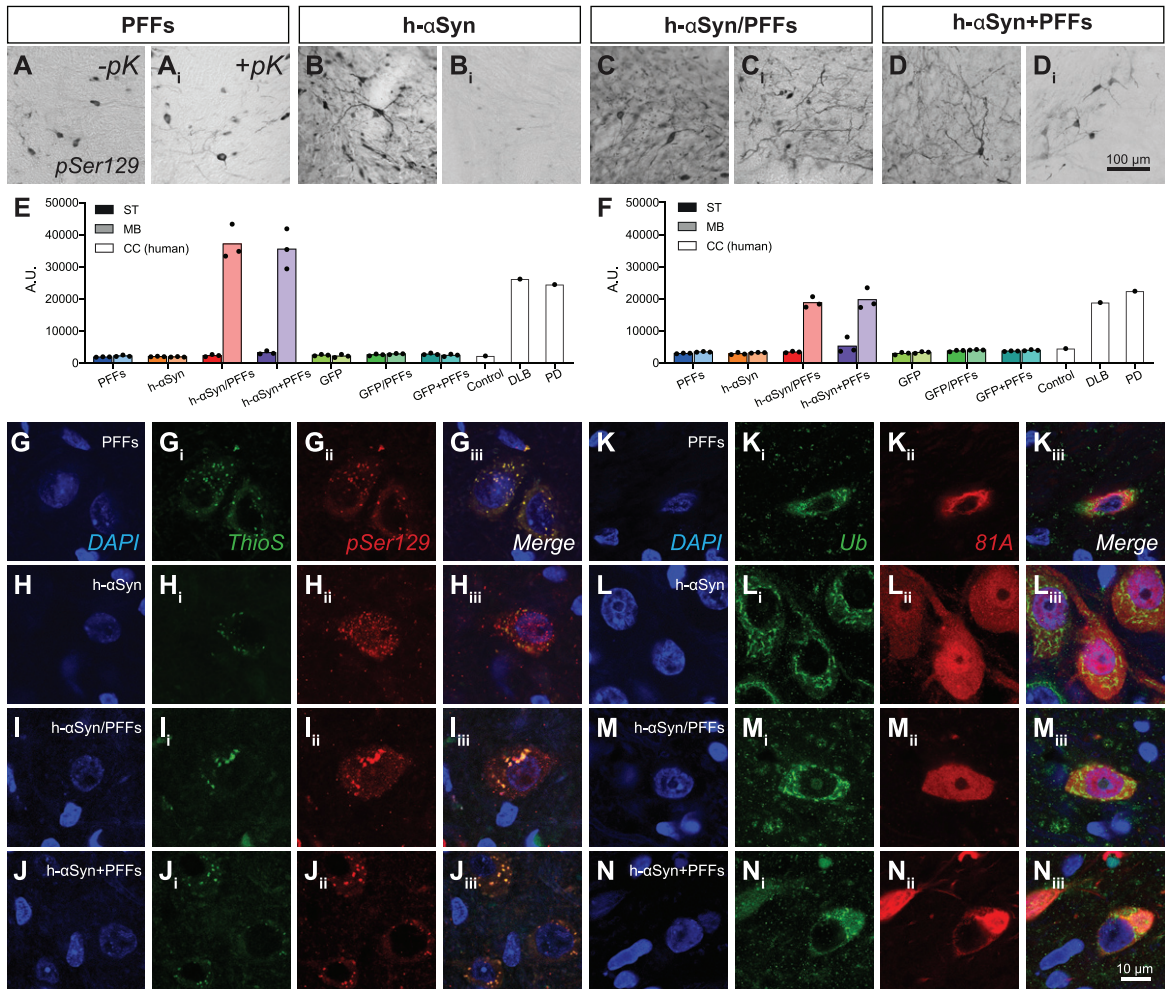 PFFs
h-αSyn
h-αSyn/PFFs
h-αSyn+PFFs
A -pK
pSer129
Ai +pK
B
Bi
C
Ci
D
Di
100 µm
E
50000
40000
30000
20000
10000
0
A.U.
ST
MB
CC (human)
PFFs
h-αSyn
h-αSyn/PFFs
h-αSyn+PFFs
GFP
GFP/PFFs
GFP+PFFs
Control
DLB
PD
F
50000
40000
30000
20000
10000
0
A.U.
ST
MB
CC (human)
PFFs
h-αSyn
h-αSyn/PFFs
h-αSyn+PFFs
GFP
GFP/PFFs
GFP+PFFs
Control
DLB
PD
G PFFs
DAPI
Gi
ThioS
Gii
pSer129
Giii
Merge
K PFFs
DAPI
Ki
Ub
Kii
81A
Kiii
Merge
H h-αSyn
Hi
Hii
Hiii
L h-αSyn
Li
Lii
Liii
I h-αSyn/PFFs
Ii
Iii
Iiii
M h-αSyn/PFFs
Mi
Mii
Miii
J h-αSyn+PFFs
Ji
Jii
Jiii
N h-αSyn+PFFs
Ni
Nii
Niii
10 µm